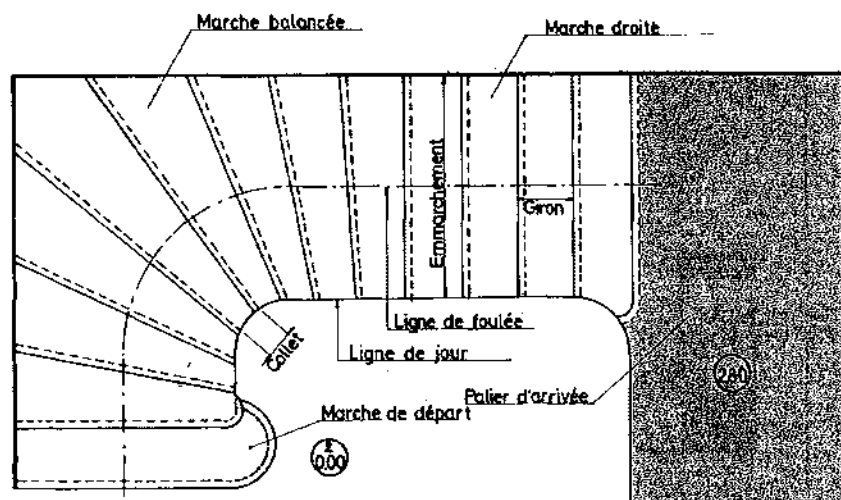 Marche balancée
Marche droite
Emmarchement
Giron
Ligne de foulée
Collet
Ligne de jour
Palier d'arrivée
2.80
Marche de départ
± 0.00